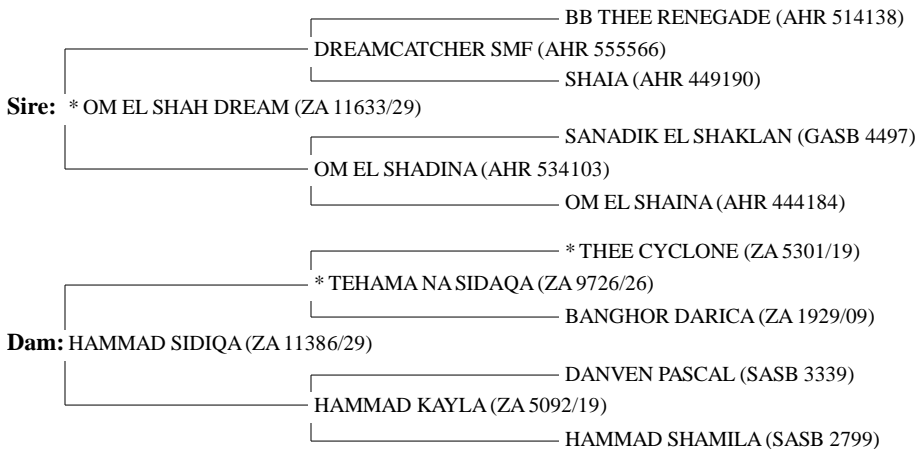 BB THEE RENEGADE (AHR 514138)
DREAMCATCHER SMF (AHR 555566)
SHAIA (AHR 449190)
Sire: * OM EL SHAH DREAM (ZA 11633/29)
SANADIK EL SHAKLAN (GASB 4497)
OM EL SHADINA (AHR 534103)
OM EL SHAINA (AHR 444184)
* THEE CYCLONE (ZA 5301/19)
* TEHAMA NA SIDAQA (ZA 9726/26)
BANGHOR DARICA (ZA 1929/09)
Dam: HAMMAD SIDIQA (ZA 11386/29)
DANVEN PASCAL (SASB 3339)
HAMMAD KAYLA (ZA 5092/19)
HAMMAD SHAMILA (SASB 2799)